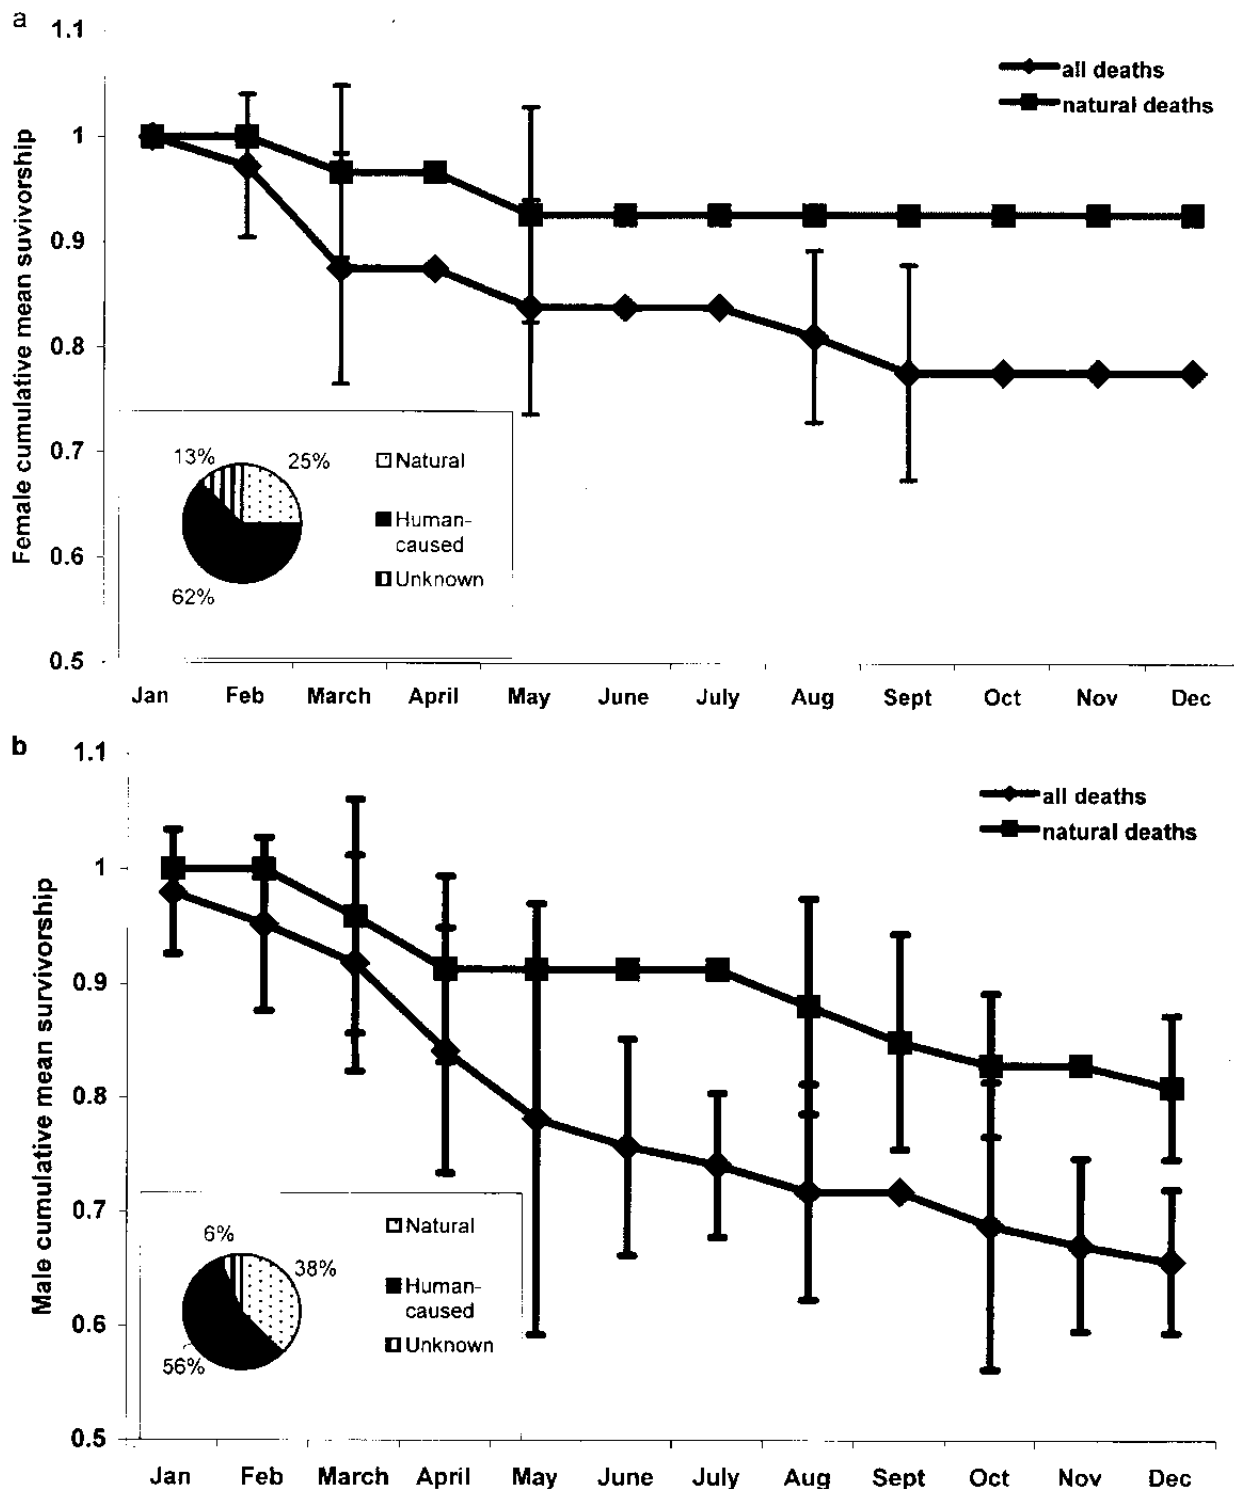 a
1.1
all deaths
natural deaths
1
0.9
0.8
0.7
0.6
0.5
Female cumulative mean suvivorship
13%
25%
62%
Natural
Human-
caused
Unknown
Jan Feb March April May June July Aug Sept Oct Nov Dec
b
1.1
all deaths
natural deaths
1
0.9
0.8
0.7
0.6
0.5
Male cumulative mean survivorship
6%
38%
56%
Natural
Human-
caused
Unknown
Jan Feb March April May June July Aug Sept Oct Nov Dec